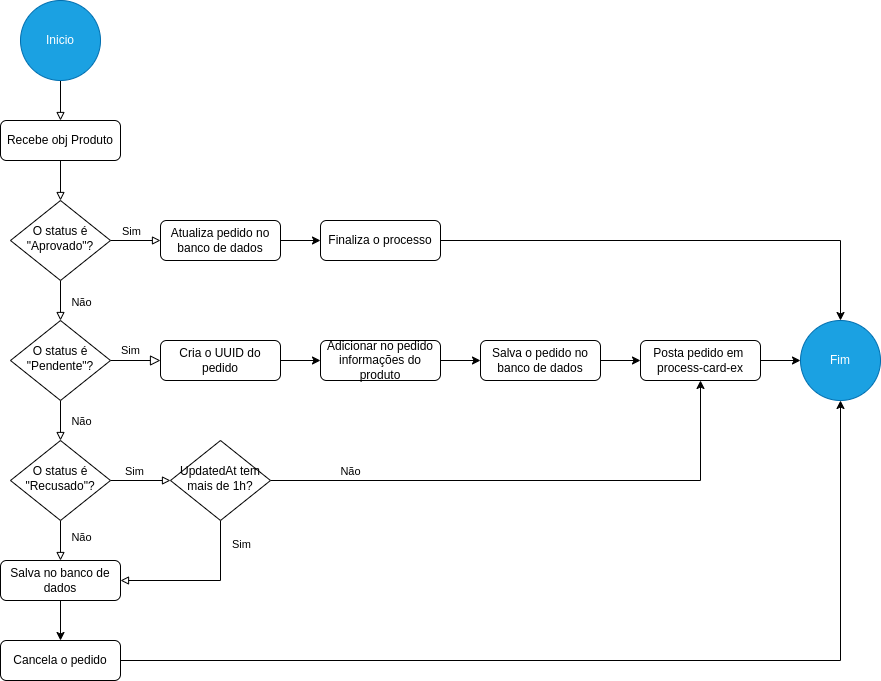 Inicio
Recebe obj Produto
O status é
"Aprovado"?
Sim
Atualiza pedido no
banco de dados
Finaliza o processo
Não
O status é
"Pendente"?
Sim
Cria o UUID do
pedido
Adicionar no pedido
informações do
produto
Salva o pedido no
banco de dados
Posta pedido em
process-card-ex
Fim
Não
O status é
"Recusado"?
Sim
UpdatedAt tem
mais de 1h?
Não
Não
Sim
Salva no banco de
dados
Cancela o pedido